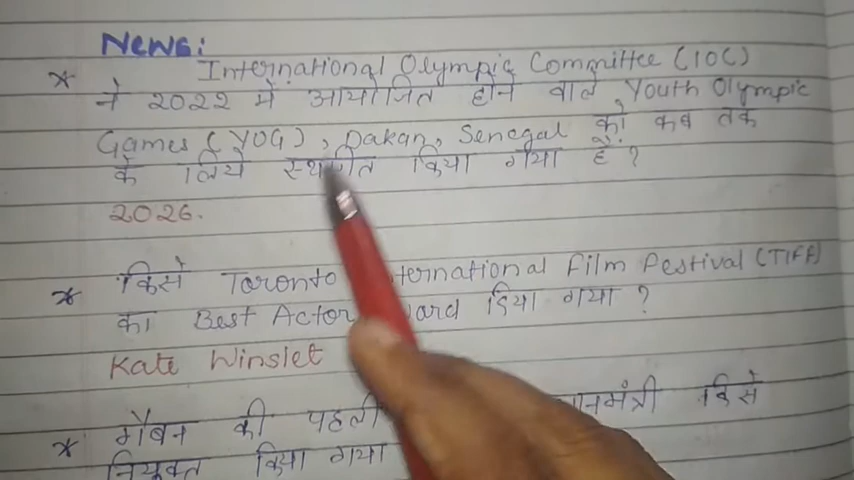 News:
* International Olympic Committee (IOC)
ने 2022 में आयोजित होने वाले Youth Olympic
Games (YOG), Dakan, Senegal को कब तक
के लिये स्थगीत किया गया है?
2026.
* किसे Toronto International Film Festival (TIFF)
का Best Actor दिया गया?
Kate Winslet
* गैबन की पहली किसे
नियुक्त किया गया